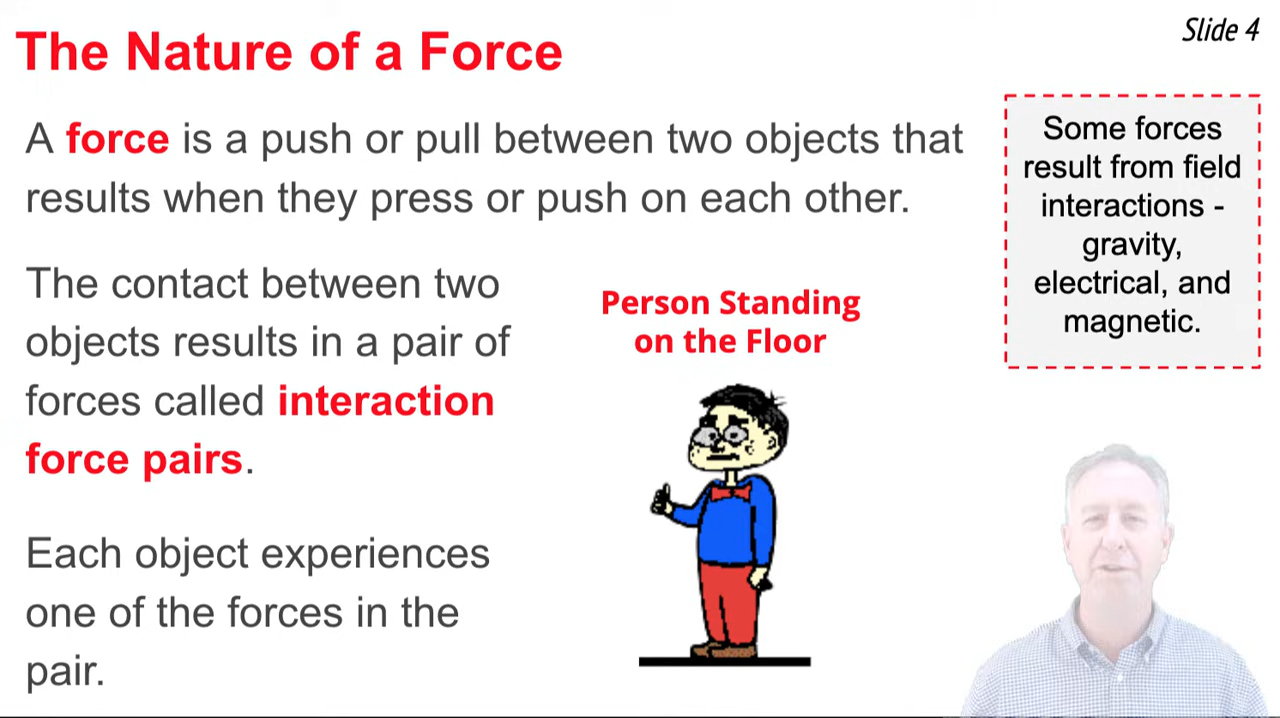 The Nature of a Force
Slide 4
A force is a push or pull between two objects that
results when they press or push on each other.
Some forces
result from field
interactions -
gravity,
electrical, and
magnetic.
The contact between two
objects results in a pair of
forces called interaction
force pairs.
Each object experiences
one of the forces in the
pair.
Person Standing
on the Floor